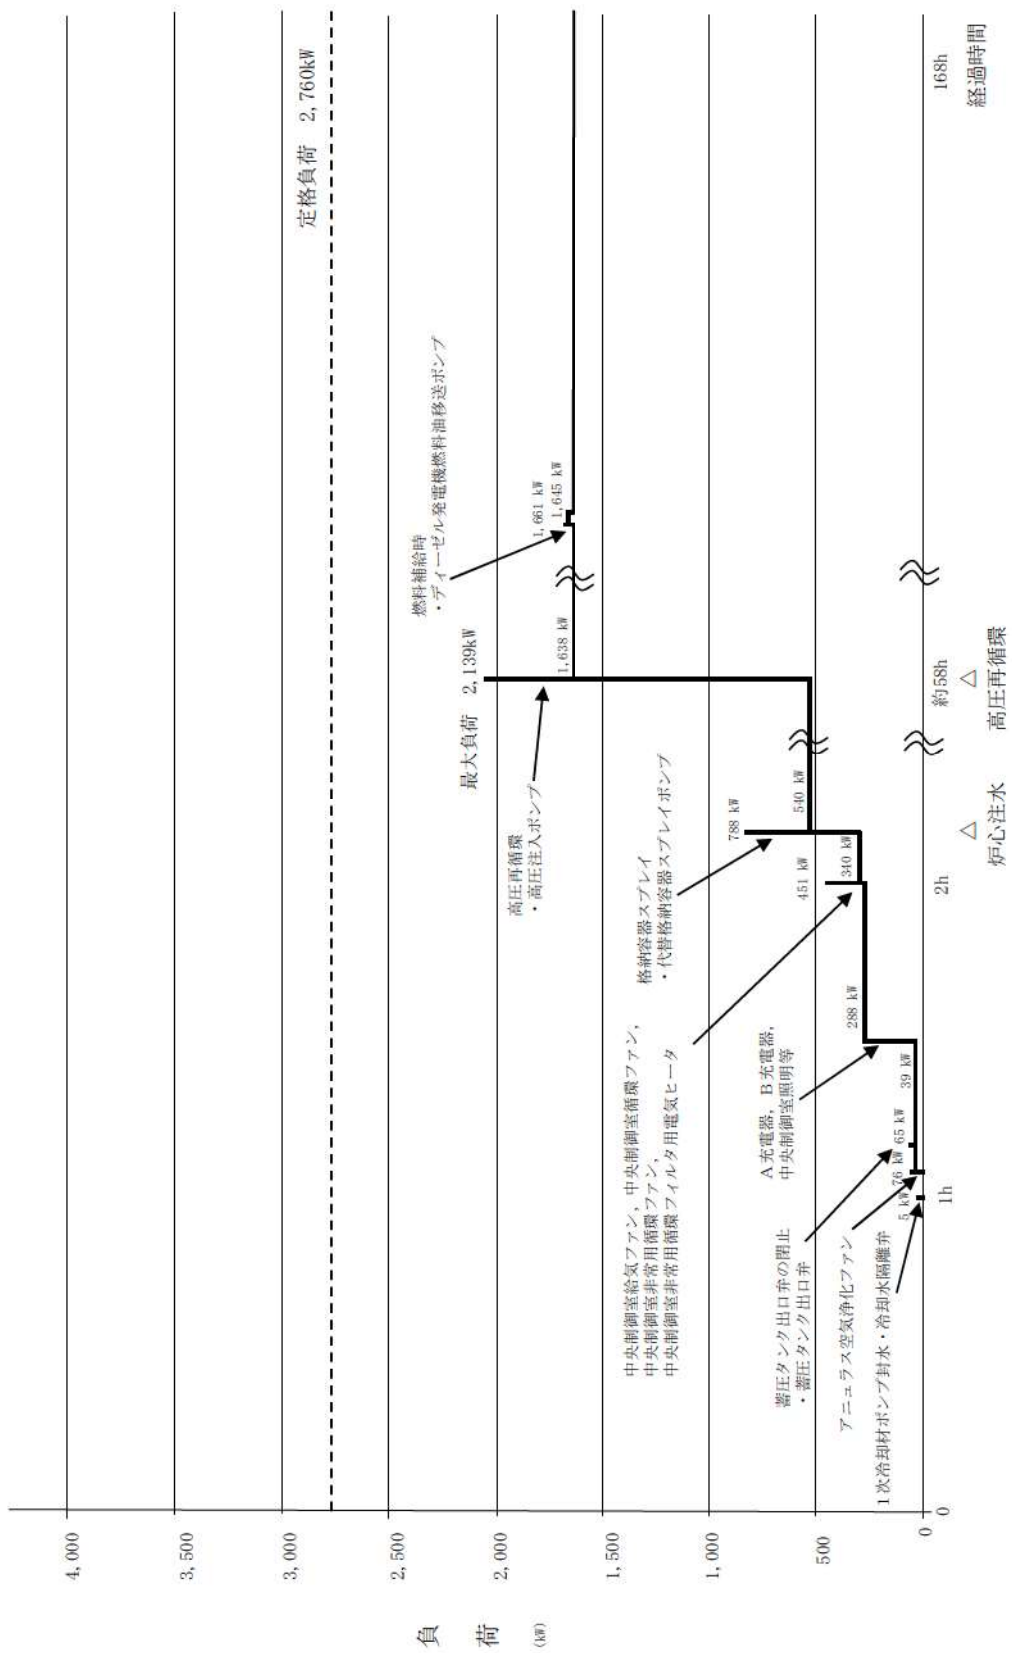 負荷
(kW)
4,000
3,500
3,000
2,500
2,000
1,500
1,000
500
0
定格負荷 2,760kW
最大負荷 2,139kW
燃料補給時
・ディーゼル発電機燃料油移送ポンプ
1,661 kW
1,645 kW
1,638 kW
高圧再循環
・高圧注入ポンプ
格納容器スプレイ
・代替格納容器スプレイポンプ
788 kW
540 kW
451 kW
340 kW
中央制御室給気ファン，中央制御室循環ファン，
中央制御室非常用循環ファン，
中央制御室非常用循環フィルタ用電気ヒータ
288 kW
A充電器，B充電器，
中央制御室照明等
39 kW
65 kW
76 kW
5 kW
蓄圧タンク出口弁の閉止
・蓄圧タンク出口弁
アニュラス空気浄化ファン
1次冷却材ポンプ封水・冷却水隔離弁
0
1h
2h
約58h
168h
△
△
炉心注水
高圧再循環
経過時間